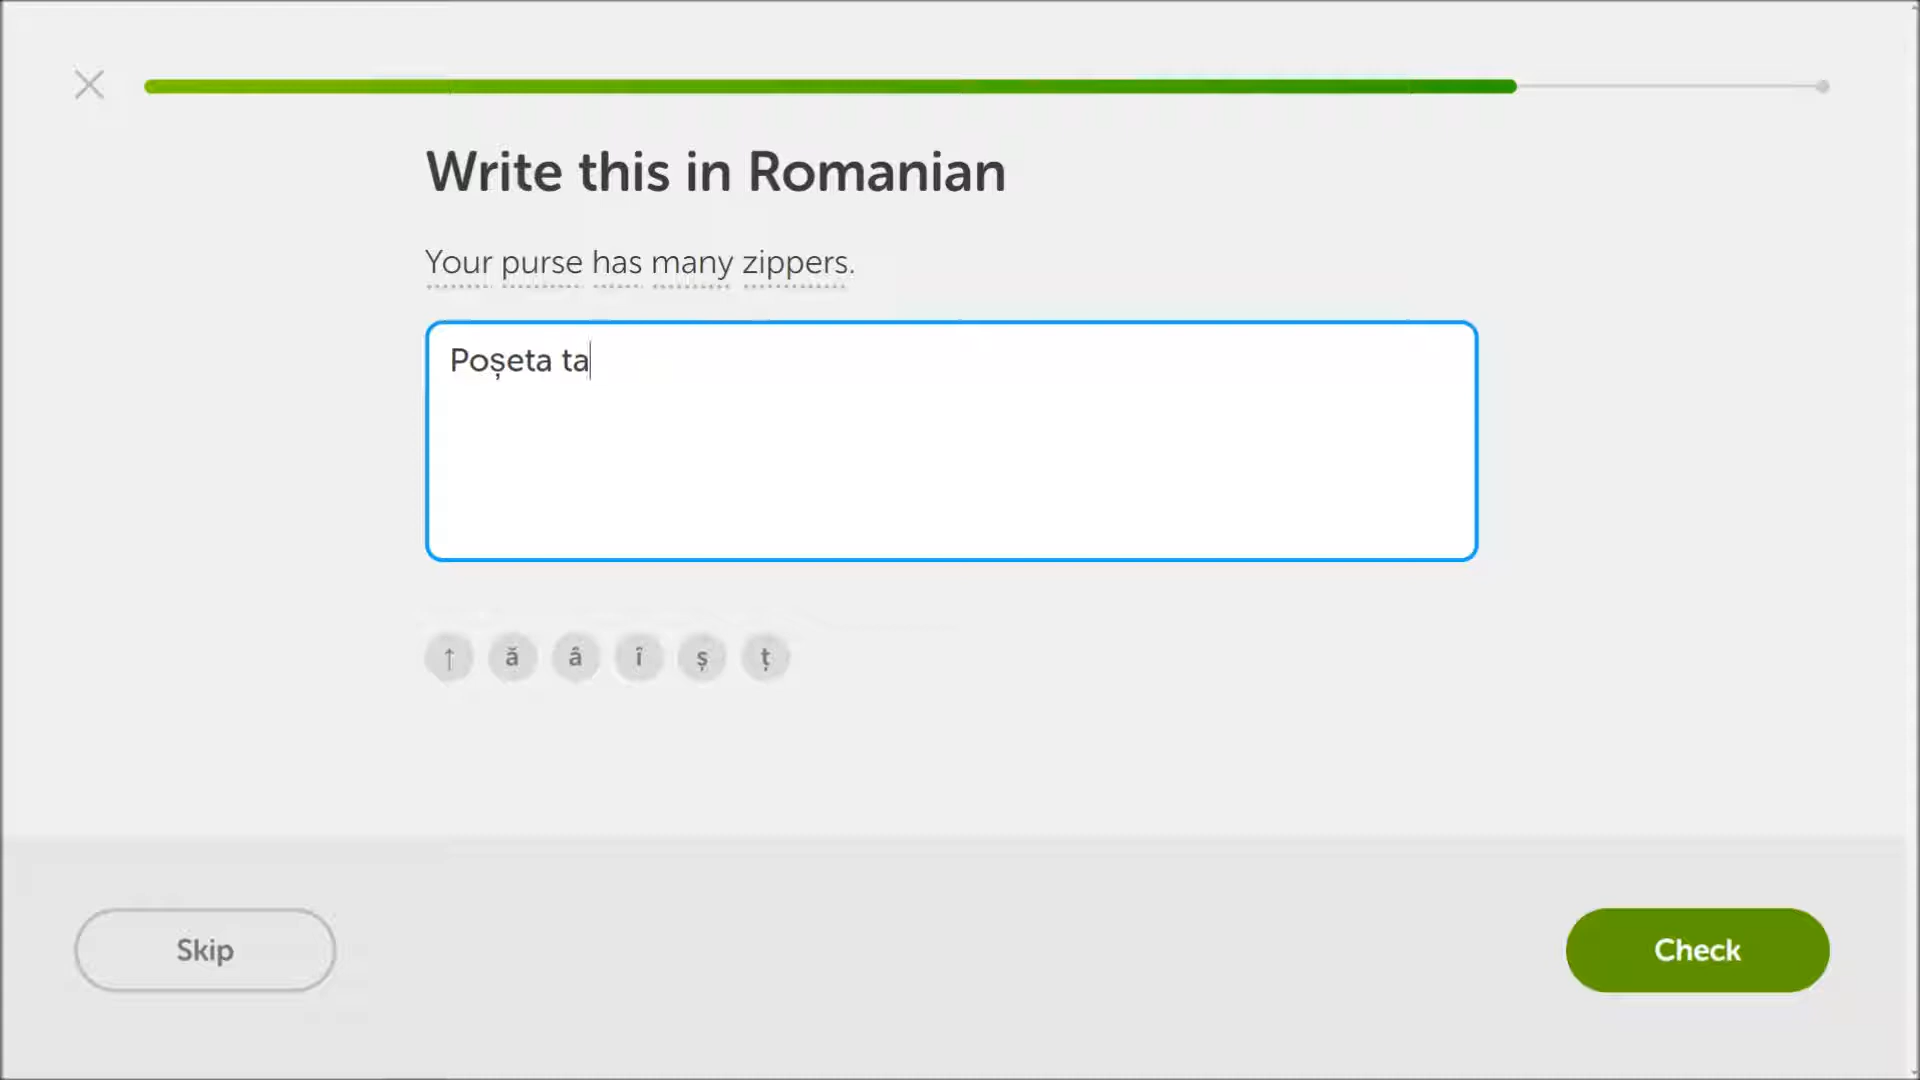 Write this in Romanian
Your purse has many zippers.
Poșeta ta
↑ ă â î ș ț
Skip
Check